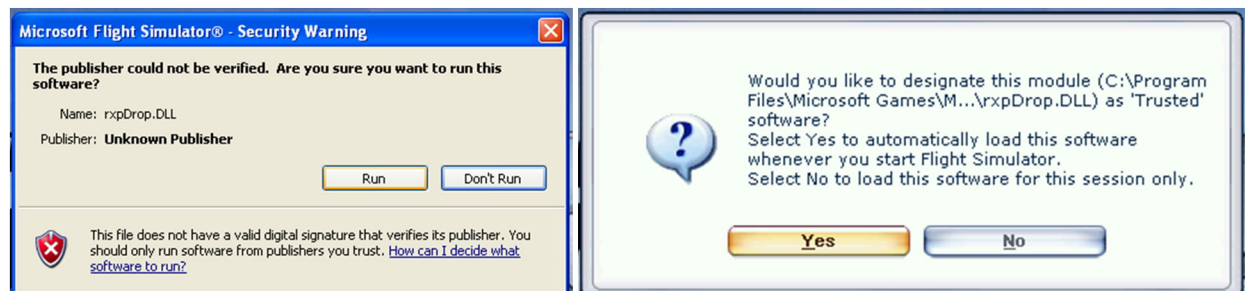 Microsoft Flight Simulator® - Security Warning
The publisher could not be verified. Are you sure you want to run this
software?
Name: rxpDrop.DLL
Publisher: Unknown Publisher
Run
Don't Run
This file does not have a valid digital signature that verifies its publisher. You
should only run software from publishers you trust. How can I decide what
software to run?
Would you like to designate this module (C:\Program
Files\Microsoft Games\M...\rxpDrop.DLL) as 'Trusted'
software?
Select Yes to automatically load this software
whenever you start Flight Simulator.
Select No to load this software for this session only.
Yes
No